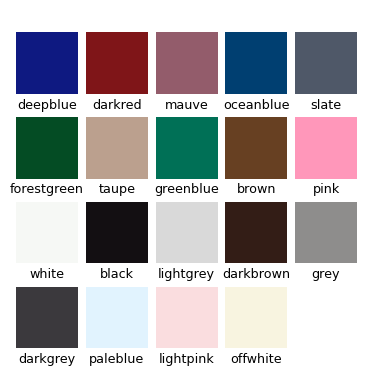 deepblue darkred mauve oceanblue slate
forestgreen taupe greenblue brown pink
white black lightgrey darkbrown grey
darkgrey paleblue lightpink offwhite